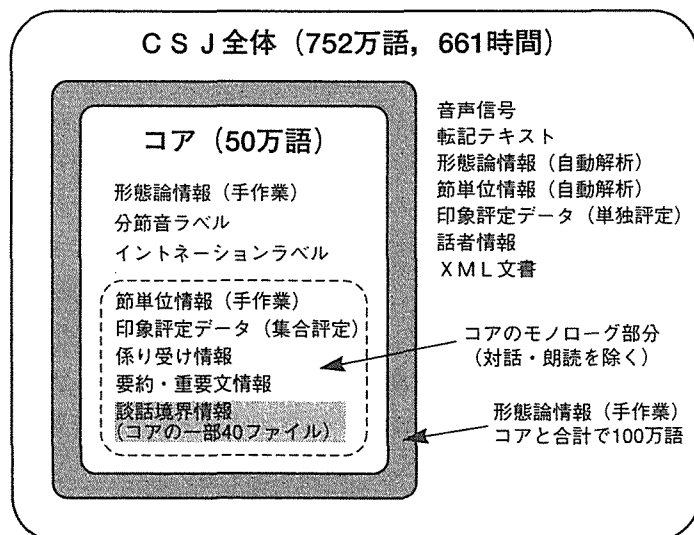 CSJ全体（752万語，661時間）
コア（50万語）
形態論情報（手作業）
分節音ラベル
イントネーションラベル
節単位情報（手作業）
印象評定データ（集合評定）
係り受け情報
要約・重要文情報
談話境界情報
（コアの一部40ファイル）
音声信号
転記テキスト
形態論情報（自動解析）
節単位情報（自動解析）
印象評定データ（単独評定）
話者情報
XML文書
コアのモノローグ部分
（対話・朗読を除く）
形態論情報（手作業）
コアと合計で100万語